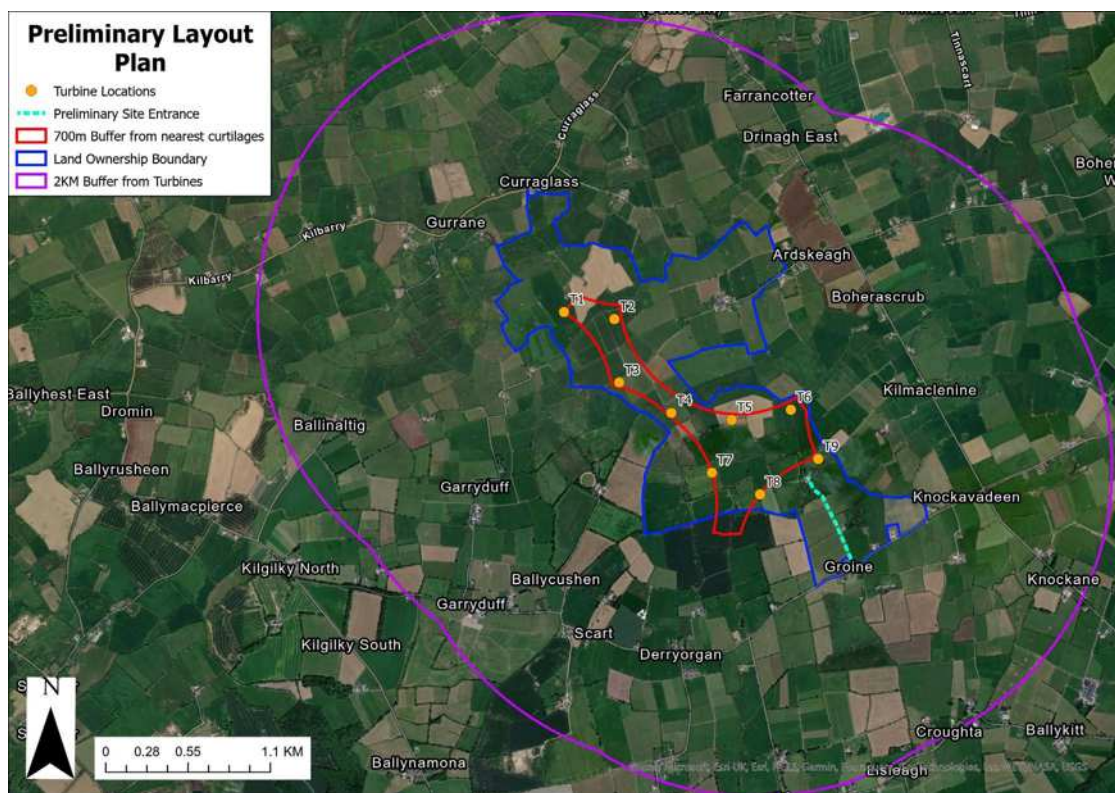 Preliminary Layout
Plan
Turbine Locations
Preliminary Site Entrance
700m Buffer from nearest curtilages
Land Ownership Boundary
2KM Buffer from Turbines
Tinnascart
Farrancotter
Drinagh East
Curraglass
Curraglass
Gurrane
Kilbarry
Kilbarry
Ardskeagh
Boherascrub
T1
T2
T3
T4
T5
T6
T7
T8
T9
Kilmaclenine
Ballyhest East
Dromin
Ballinaltig
Ballyrusheen
Ballymacpierce
Garryduff
Knockavadeen
Kilgilky North
Ballycushen
Groine
Knockane
Garryduff
Kilgilky South
Scart
Derryorgan
N
0 0.28 0.55 1.1 KM
Croughta
Ballykitt
Ballynamona
Lisleagh